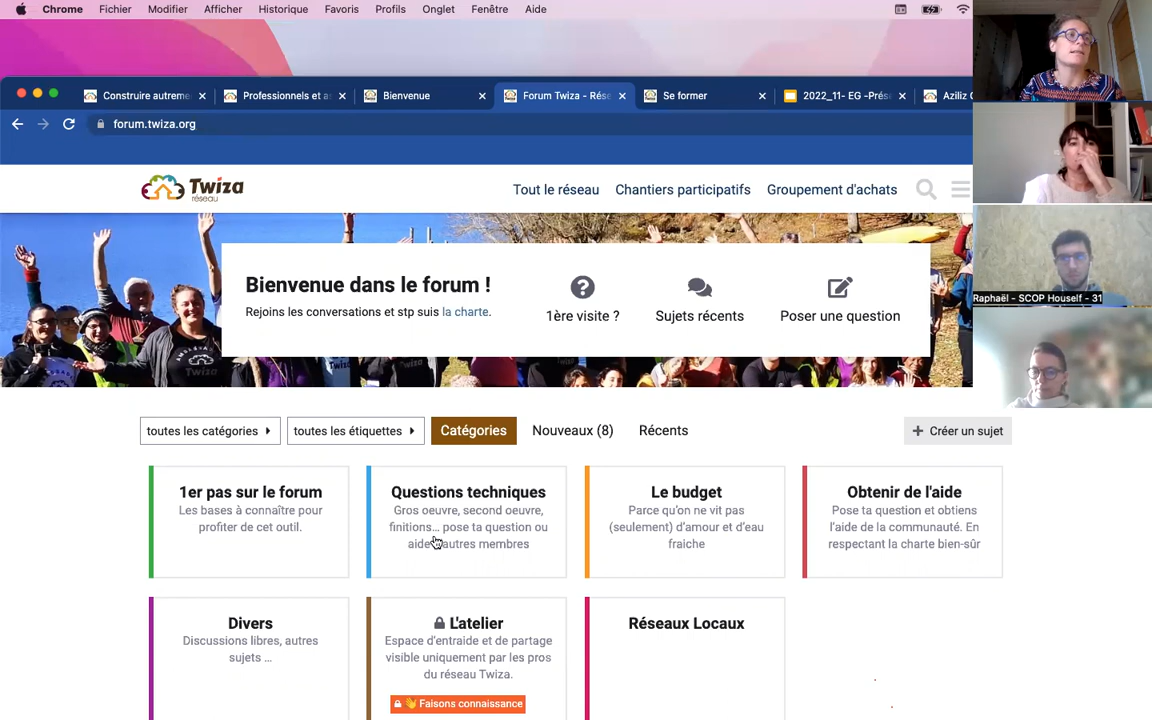 Chrome Fichier Modifier Afficher Historique Favoris Profils Onglet Fenêtre Aide
Construire autreme
Professionnels et a
Bienvenue
Forum Twiza - Rés
Se former
2022_11- EG -Prés
Aziliz C
forum.twiza.org
Twiza
réseau
Tout le réseau Chantiers participatifs Groupement d'achats
Bienvenue dans le forum !
Rejoins les conversations et stp suis la charte.
1ère visite ?
Sujets récents
Poser une question
Twiza
Raphaël - SCOP Houself - 31
toutes les catégories
toutes les étiquettes
Catégories
Nouveaux (8)
Récents
+ Créer un sujet
1er pas sur le forum
Les bases à connaître pour
profiter de cet outil.
Questions techniques
Gros oeuvre, second oeuvre,
finitions... pose ta question ou
aide autres membres
Le budget
Parce qu'on ne vit pas
(seulement) d'amour et d'eau
fraiche
Obtenir de l'aide
Pose ta question et obtiens
l'aide de la communauté. En
respectant la charte bien-sûr
Divers
Discussions libres, autres
sujets ...
L'atelier
Espace d'entraide et de partage
visible uniquement par les pros
du réseau Twiza.
Faisons connaissance
Réseaux Locaux